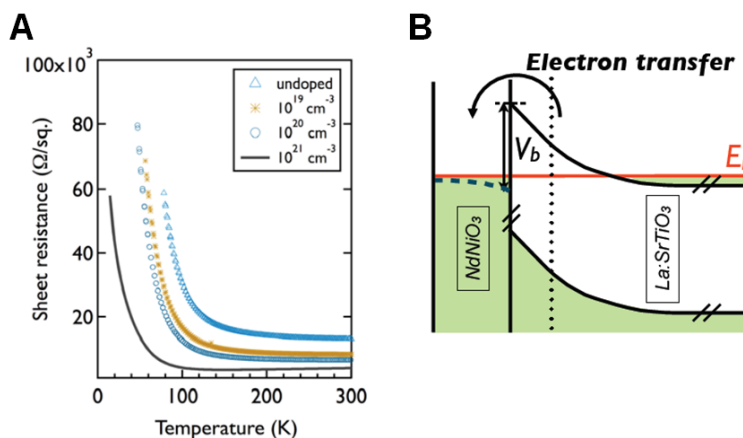 A
100x10³
80
60
40
20
Sheet resistance (Ω/sq.)
undoped
10¹⁹ cm⁻³
10²⁰ cm⁻³
10²¹ cm⁻³
0
100
200
300
Temperature (K)
B
Electron transfer
V_b
NdNiO₃
La:SrTiO₃